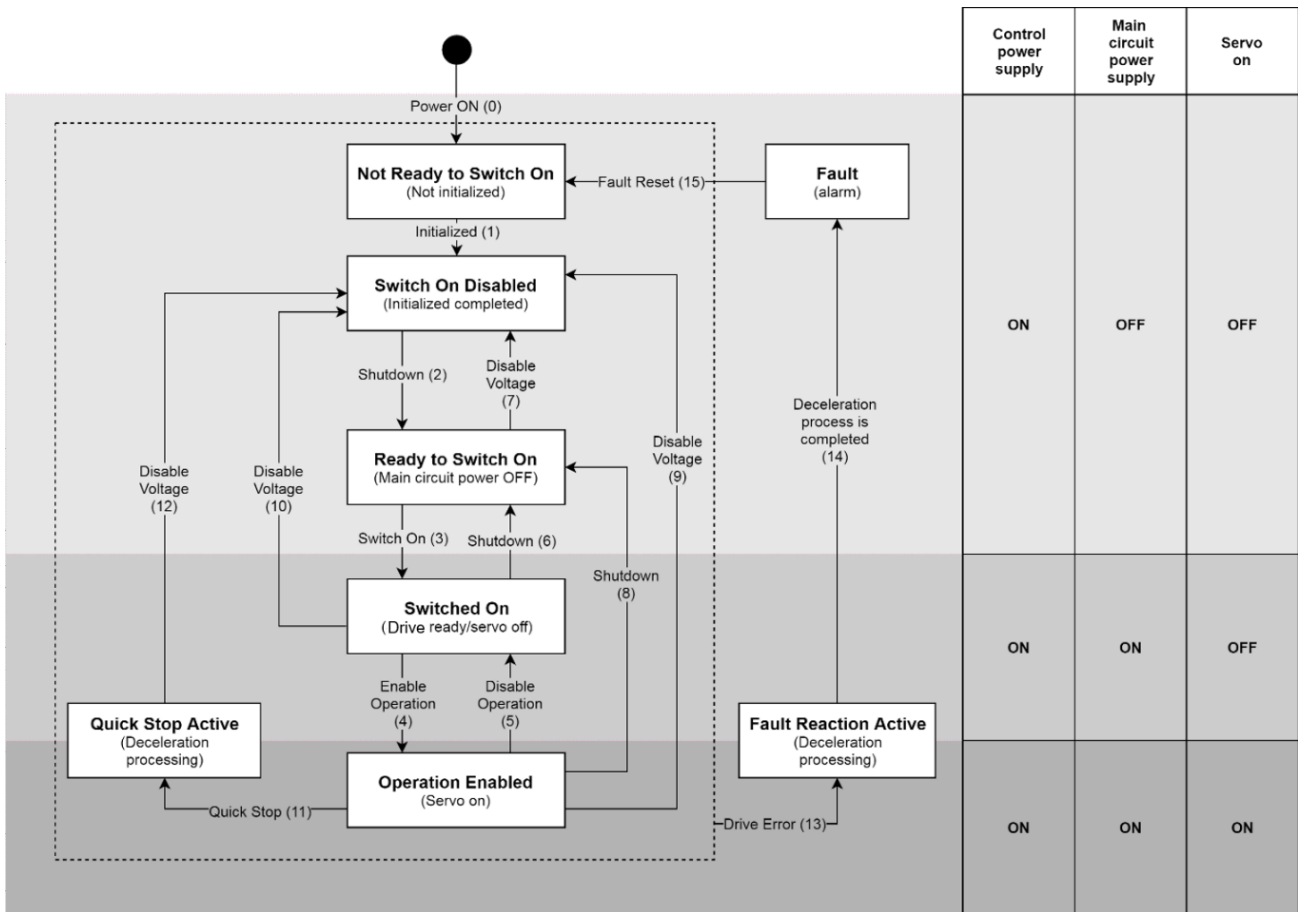 Control
power
supply
Main
circuit
power
supply
Servo
on
Power ON (0)
Not Ready to Switch On
(Not initialized)
Fault Reset (15)
Fault
(alarm)
Initialized (1)
Switch On Disabled
(Initialized completed)
ON
OFF
OFF
Shutdown (2)
Disable
Voltage
(7)
Deceleration
process is
completed
(14)
Ready to Switch On
(Main circuit power OFF)
Disable
Voltage
(9)
Disable
Voltage
(12)
Disable
Voltage
(10)
Switch On (3)
Shutdown (6)
Shutdown
(8)
Switched On
(Drive ready/servo off)
ON
ON
OFF
Enable
Operation
(4)
Disable
Operation
(5)
Quick Stop Active
(Deceleration
processing)
Fault Reaction Active
(Deceleration
processing)
Operation Enabled
(Servo on)
Quick Stop (11)
Drive Error (13)
ON
ON
ON